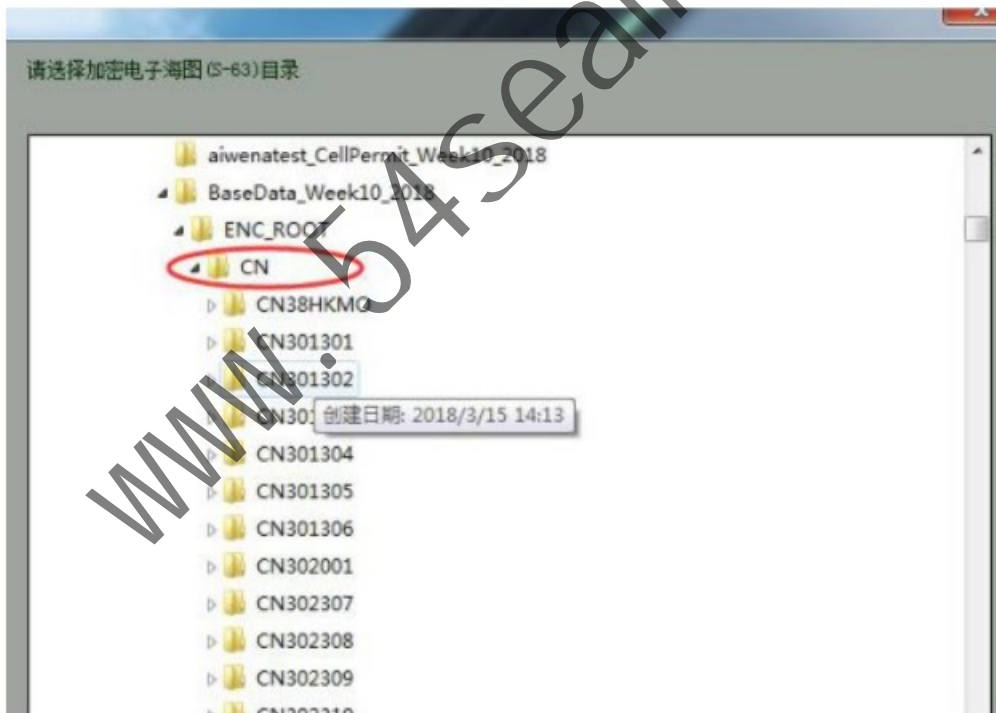 请选择加密电子海图(S-63)目录
aiwenatest_CellPermit_Week10_2018
BaseData_Week10_2018
ENC_ROOT
CN
CN38HKMO
CN301301
CN301302
创建日期: 2018/3/15 14:13
CN301304
CN301305
CN301306
CN302001
CN302307
CN302308
CN302309
www.54sea